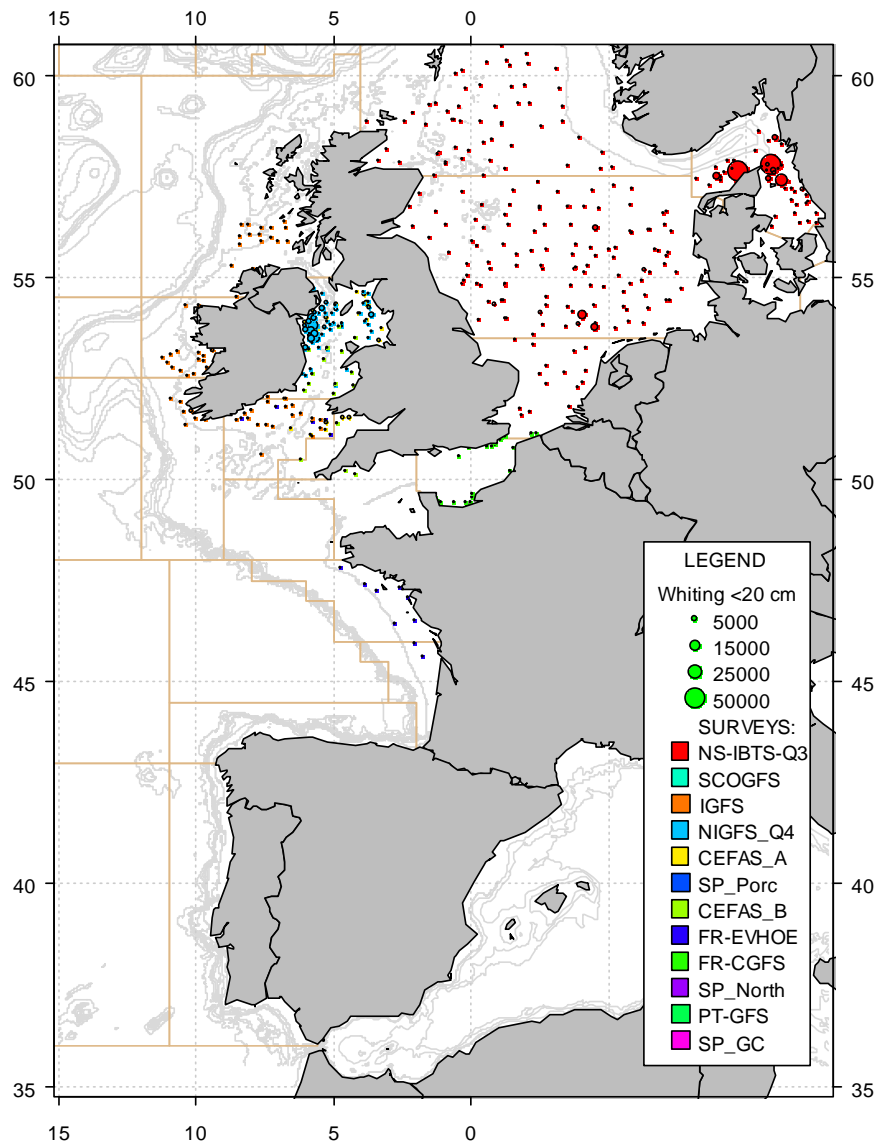 15 10 5 0
60 60
55 55
50 50
45 45
40 40
35 35
LEGEND
Whiting <20 cm
5000
15000
25000
50000
SURVEYS:
NS-IBTS-Q3
SCOGFS
IGFS
NIGFS_Q4
CEFAS_A
SP_Porc
CEFAS_B
FR-EVHOE
FR-CGFS
SP_North
PT-GFS
SP_GC
15 10 5 0